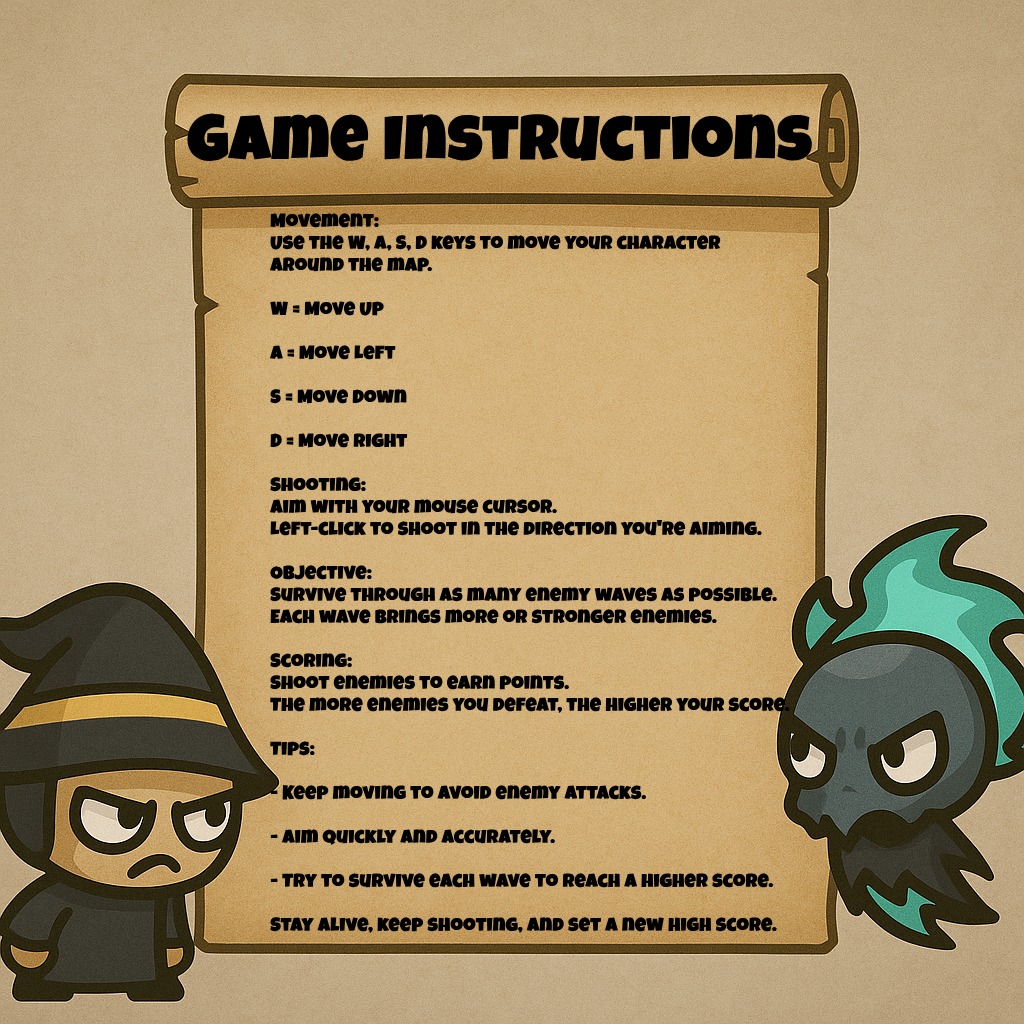 Game Instructions
Movement:
Use the W, A, S, D keys to move your character
around the map.
W = Move Up
A = Move Left
S = Move Down
D = Move Right
Shooting:
Aim with your mouse cursor.
Left-click to shoot in the direction you're aiming.
Objective:
Survive through as many enemy waves as possible.
Each wave brings more or stronger enemies.
Scoring:
Shoot enemies to earn points.
The more enemies you defeat, the higher your score.
Tips:
- Keep moving to avoid enemy attacks.
- Aim quickly and accurately.
- Try to survive each wave to reach a higher score.
Stay alive, keep shooting, and set a new high score.